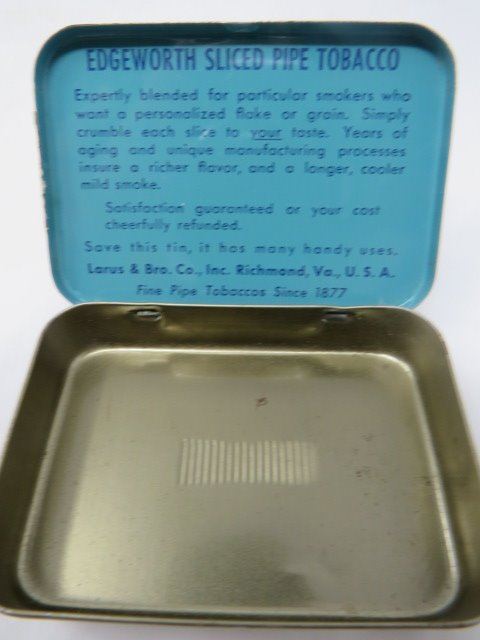 EDGEWORTH SLICED PIPE TOBACCO
Expertly blended for particular smokers who
want a personalized flake or grain. Simply
crumble each slice to your taste. Years of
aging and unique manufacturing processes
insure a richer flavor, and a longer, cooler
mild smoke.
Satisfaction guaranteed or your cost
cheerfully refunded.
Save this tin, it has many handy uses.
Larus & Bro. Co., Inc. Richmond, Va., U. S. A.
Fine Pipe Tobaccos Since 1877